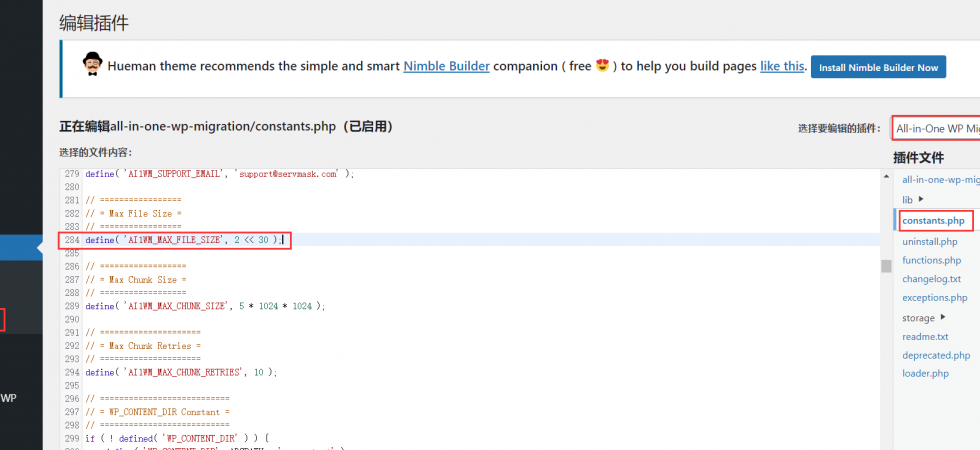 编辑插件
Hueman theme recommends the simple and smart Nimble Builder companion ( free 😍 ) to help you build pages like this. Install Nimble Builder Now
正在编辑all-in-one-wp-migration/constants.php（已启用）
选择要编辑的插件： All-in-One WP Mig
选择的文件内容：
插件文件
279 define( 'AI1WM_SUPPORT_EMAIL', 'support@servmask.com' );
280
281 // ================
282 // = Max File Size =
283 // ================
284 define( 'AI1WM_MAX_FILE_SIZE', 2 << 30 );
285
286 // ==================
287 // = Max Chunk Size =
288 // ==================
289 define( 'AI1WM_MAX_CHUNK_SIZE', 5 * 1024 * 1024 );
290
291 // =====================
292 // = Max Chunk Retries =
293 // =====================
294 define( 'AI1WM_MAX_CHUNK_RETRIES', 10 );
295
296 // ===========================
297 // = WP_CONTENT_DIR Constant =
298 // ===========================
299 if ( ! defined( 'WP_CONTENT_DIR' ) ) {
all-in-one-wp-mig
lib
constants.php
uninstall.php
functions.php
changelog.txt
exceptions.php
storage
readme.txt
deprecated.php
loader.php
WP